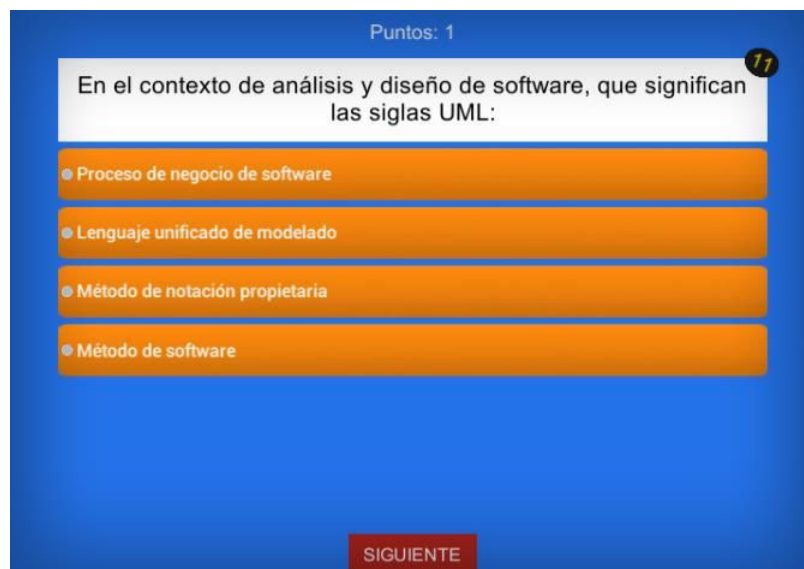 Puntos: 1
11
En el contexto de análisis y diseño de software, que significan
las siglas UML:
Proceso de negocio de software
Lenguaje unificado de modelado
Método de notación propietaria
Método de software
SIGUIENTE